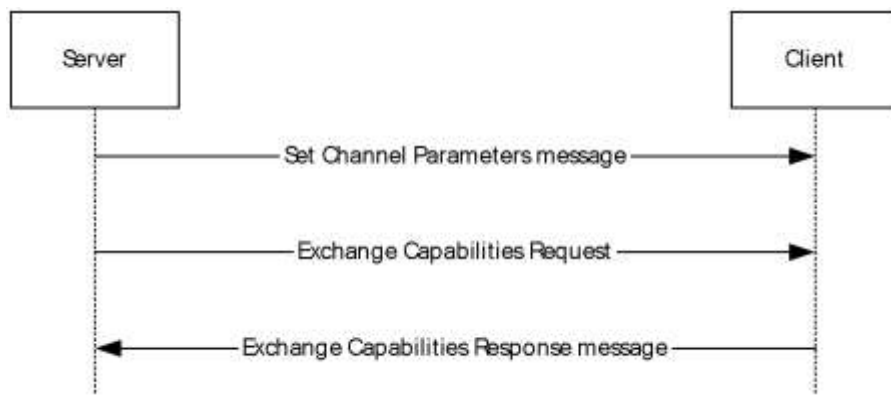 Server
Client
Set Channel Parameters message
Exchange Capabilities Request
Exchange Capabilities Response message